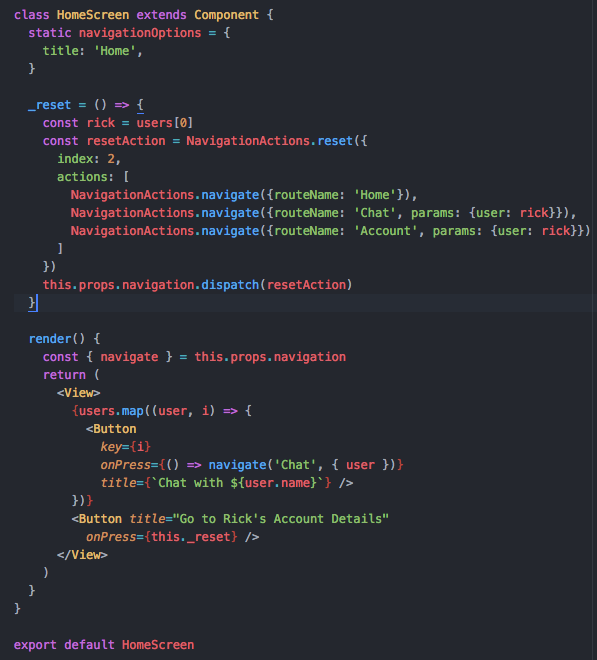 class HomeScreen extends Component {
  static navigationOptions = {
    title: 'Home',
  }

  _reset = () => {
    const rick = users[0]
    const resetAction = NavigationActions.reset({
      index: 2,
      actions: [
        NavigationActions.navigate({routeName: 'Home'}),
        NavigationActions.navigate({routeName: 'Chat', params: {user: rick}}),
        NavigationActions.navigate({routeName: 'Account', params: {user: rick}})
      ]
    })
    this.props.navigation.dispatch(resetAction)
  }

  render() {
    const { navigate } = this.props.navigation
    return (
      <View>
        {users.map((user, i) => {
          <Button
            key={i}
            onPress={() => navigate('Chat', { user })}
            title={`Chat with ${user.name}`} />
        })}
        <Button title="Go to Rick's Account Details"
          onPress={this._reset} />
      </View>
    )
  }
}

export default HomeScreen